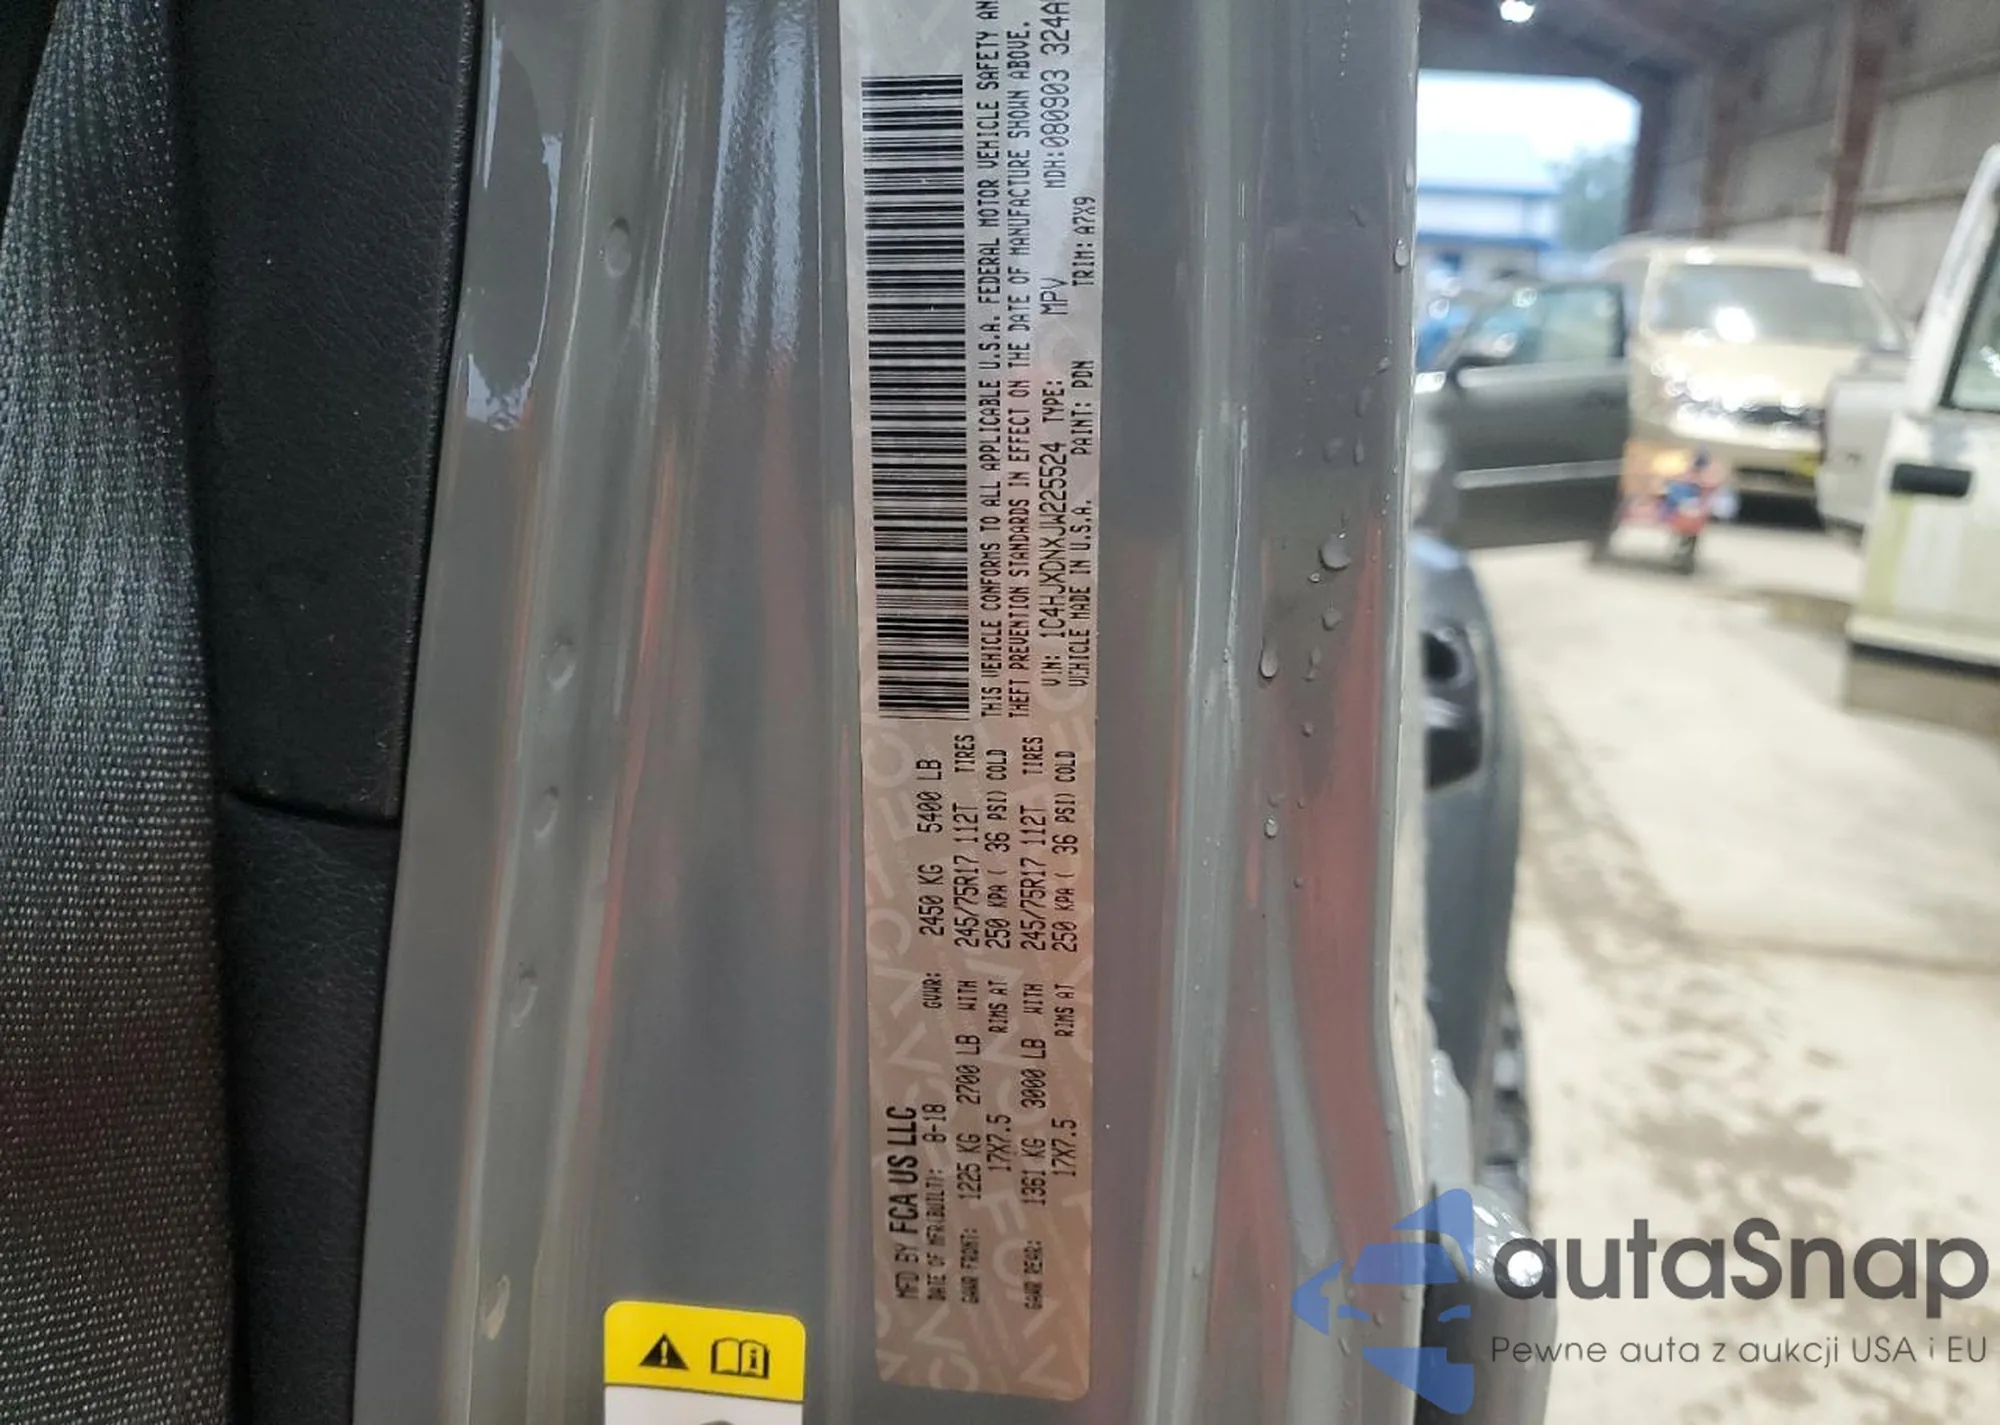 MFD BY FCA US LLC
DATE OF MFR(BUILT): 8-18 GVWR: 2450 KG 5400 LB
GAWR FRONT: 1225 KG 2700 LB WITH 245/75R17 112T TIRES
17X7.5 RIMS AT 250 KPA ( 36 PSI) COLD
GAWR REAR: 1361 KG 3000 LB WITH 245/75R17 112T TIRES
17X7.5 RIMS AT 250 KPA ( 36 PSI) COLD
THIS VEHICLE CONFORMS TO ALL APPLICABLE U.S.A. FEDERAL MOTOR VEHICLE SAFETY AN
THEFT PREVENTION STANDARDS IN EFFECT ON THE DATE OF MANUFACTURE SHOWN ABOVE.
VIN: 1C4HJXDNXJW225524 TYPE: MPV MDH:080903 324A
VEHICLE MADE IN U.S.A. PAINT: PDN TRIM: A7X9
autaSnap
Pewne auta z aukcji USA i EU